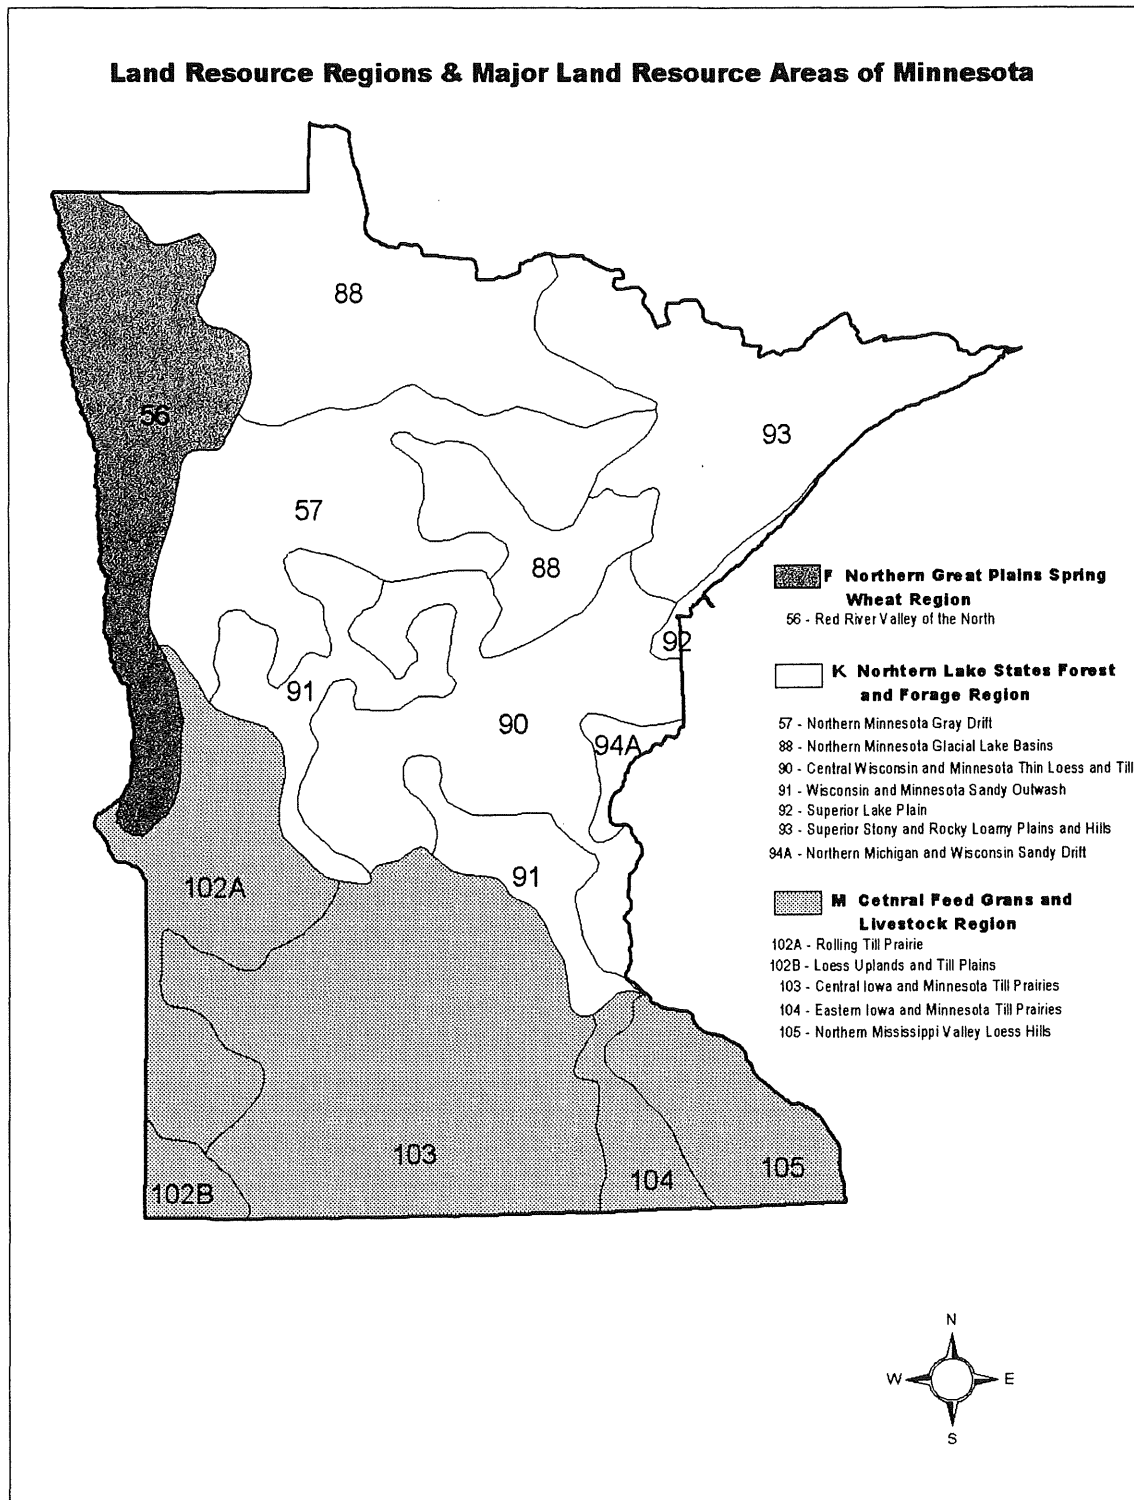 Land Resource Regions & Major Land Resource Areas of Minnesota
88
56
93
57
88
92
91
90
94A
102A
91
103
104
105
102B
F Northern Great Plains Spring
Wheat Region
56 - Red River Valley of the North
K Norhtern Lake States Forest
and Forage Region
57 - Northern Minnesota Gray Drift
88 - Northern Minnesota Glacial Lake Basins
90 - Central Wisconsin and Minnesota Thin Loess and Till
91 - Wisconsin and Minnesota Sandy Outwash
92 - Superior Lake Plain
93 - Superior Stony and Rocky Loamy Plains and Hills
94A - Northern Michigan and Wisconsin Sandy Drift
M Cetnral Feed Grans and
Livestock Region
102A - Rolling Till Prairie
102B - Loess Uplands and Till Plains
103 - Central Iowa and Minnesota Till Prairies
104 - Eastern Iowa and Minnesota Till Prairies
105 - Northern Mississippi Valley Loess Hills
N
W E
S